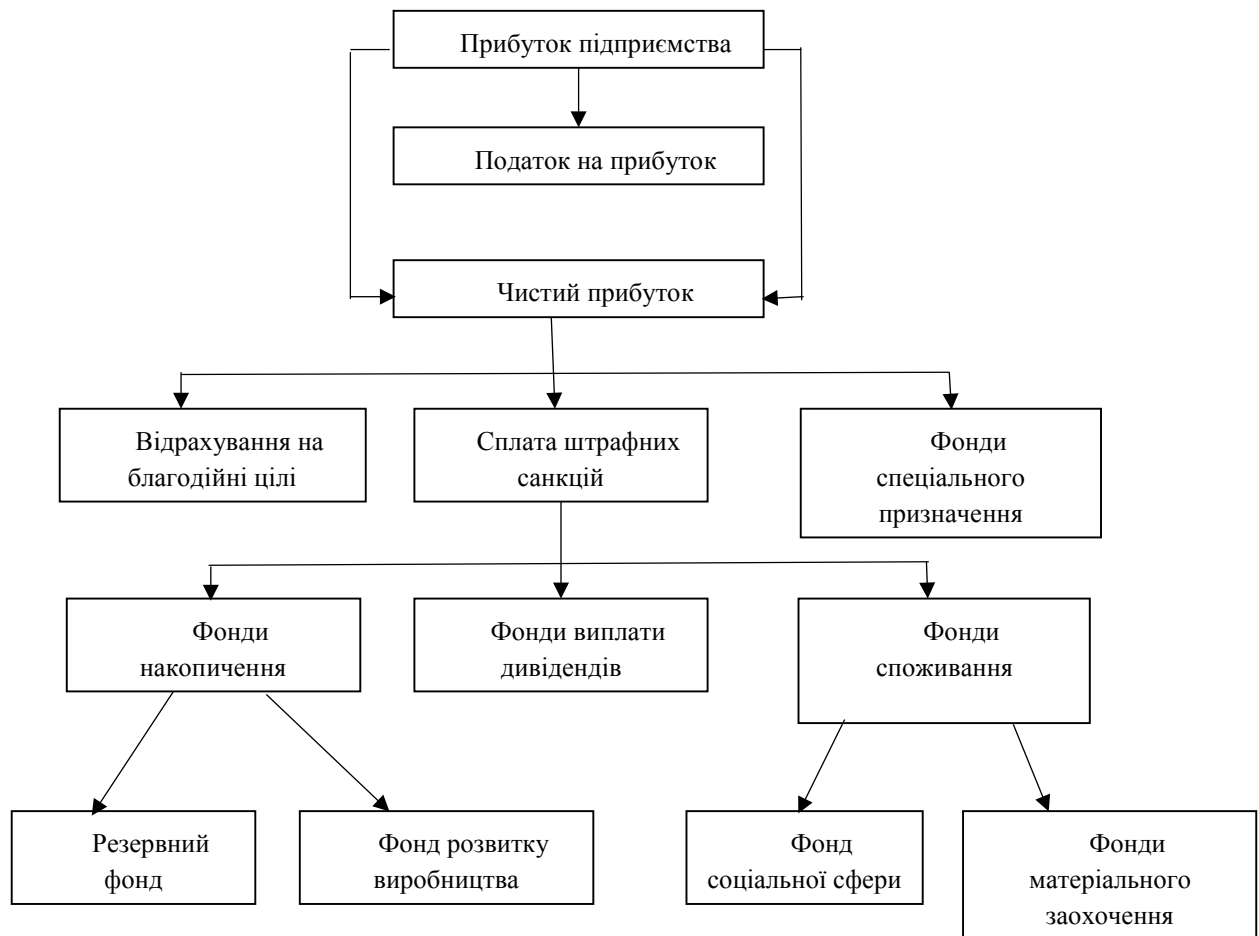 Прибуток підприємства
Податок на прибуток
Чистий прибуток
Відрахування на
благодійні цілі
Сплата штрафних
санкцій
Фонди
спеціального
призначення
Фонди
накопичення
Фонди виплати
дивідендів
Фонди
споживання
Резервний
фонд
Фонд розвитку
виробництва
Фонд
соціальної сфери
Фонди
матеріального
заохочення